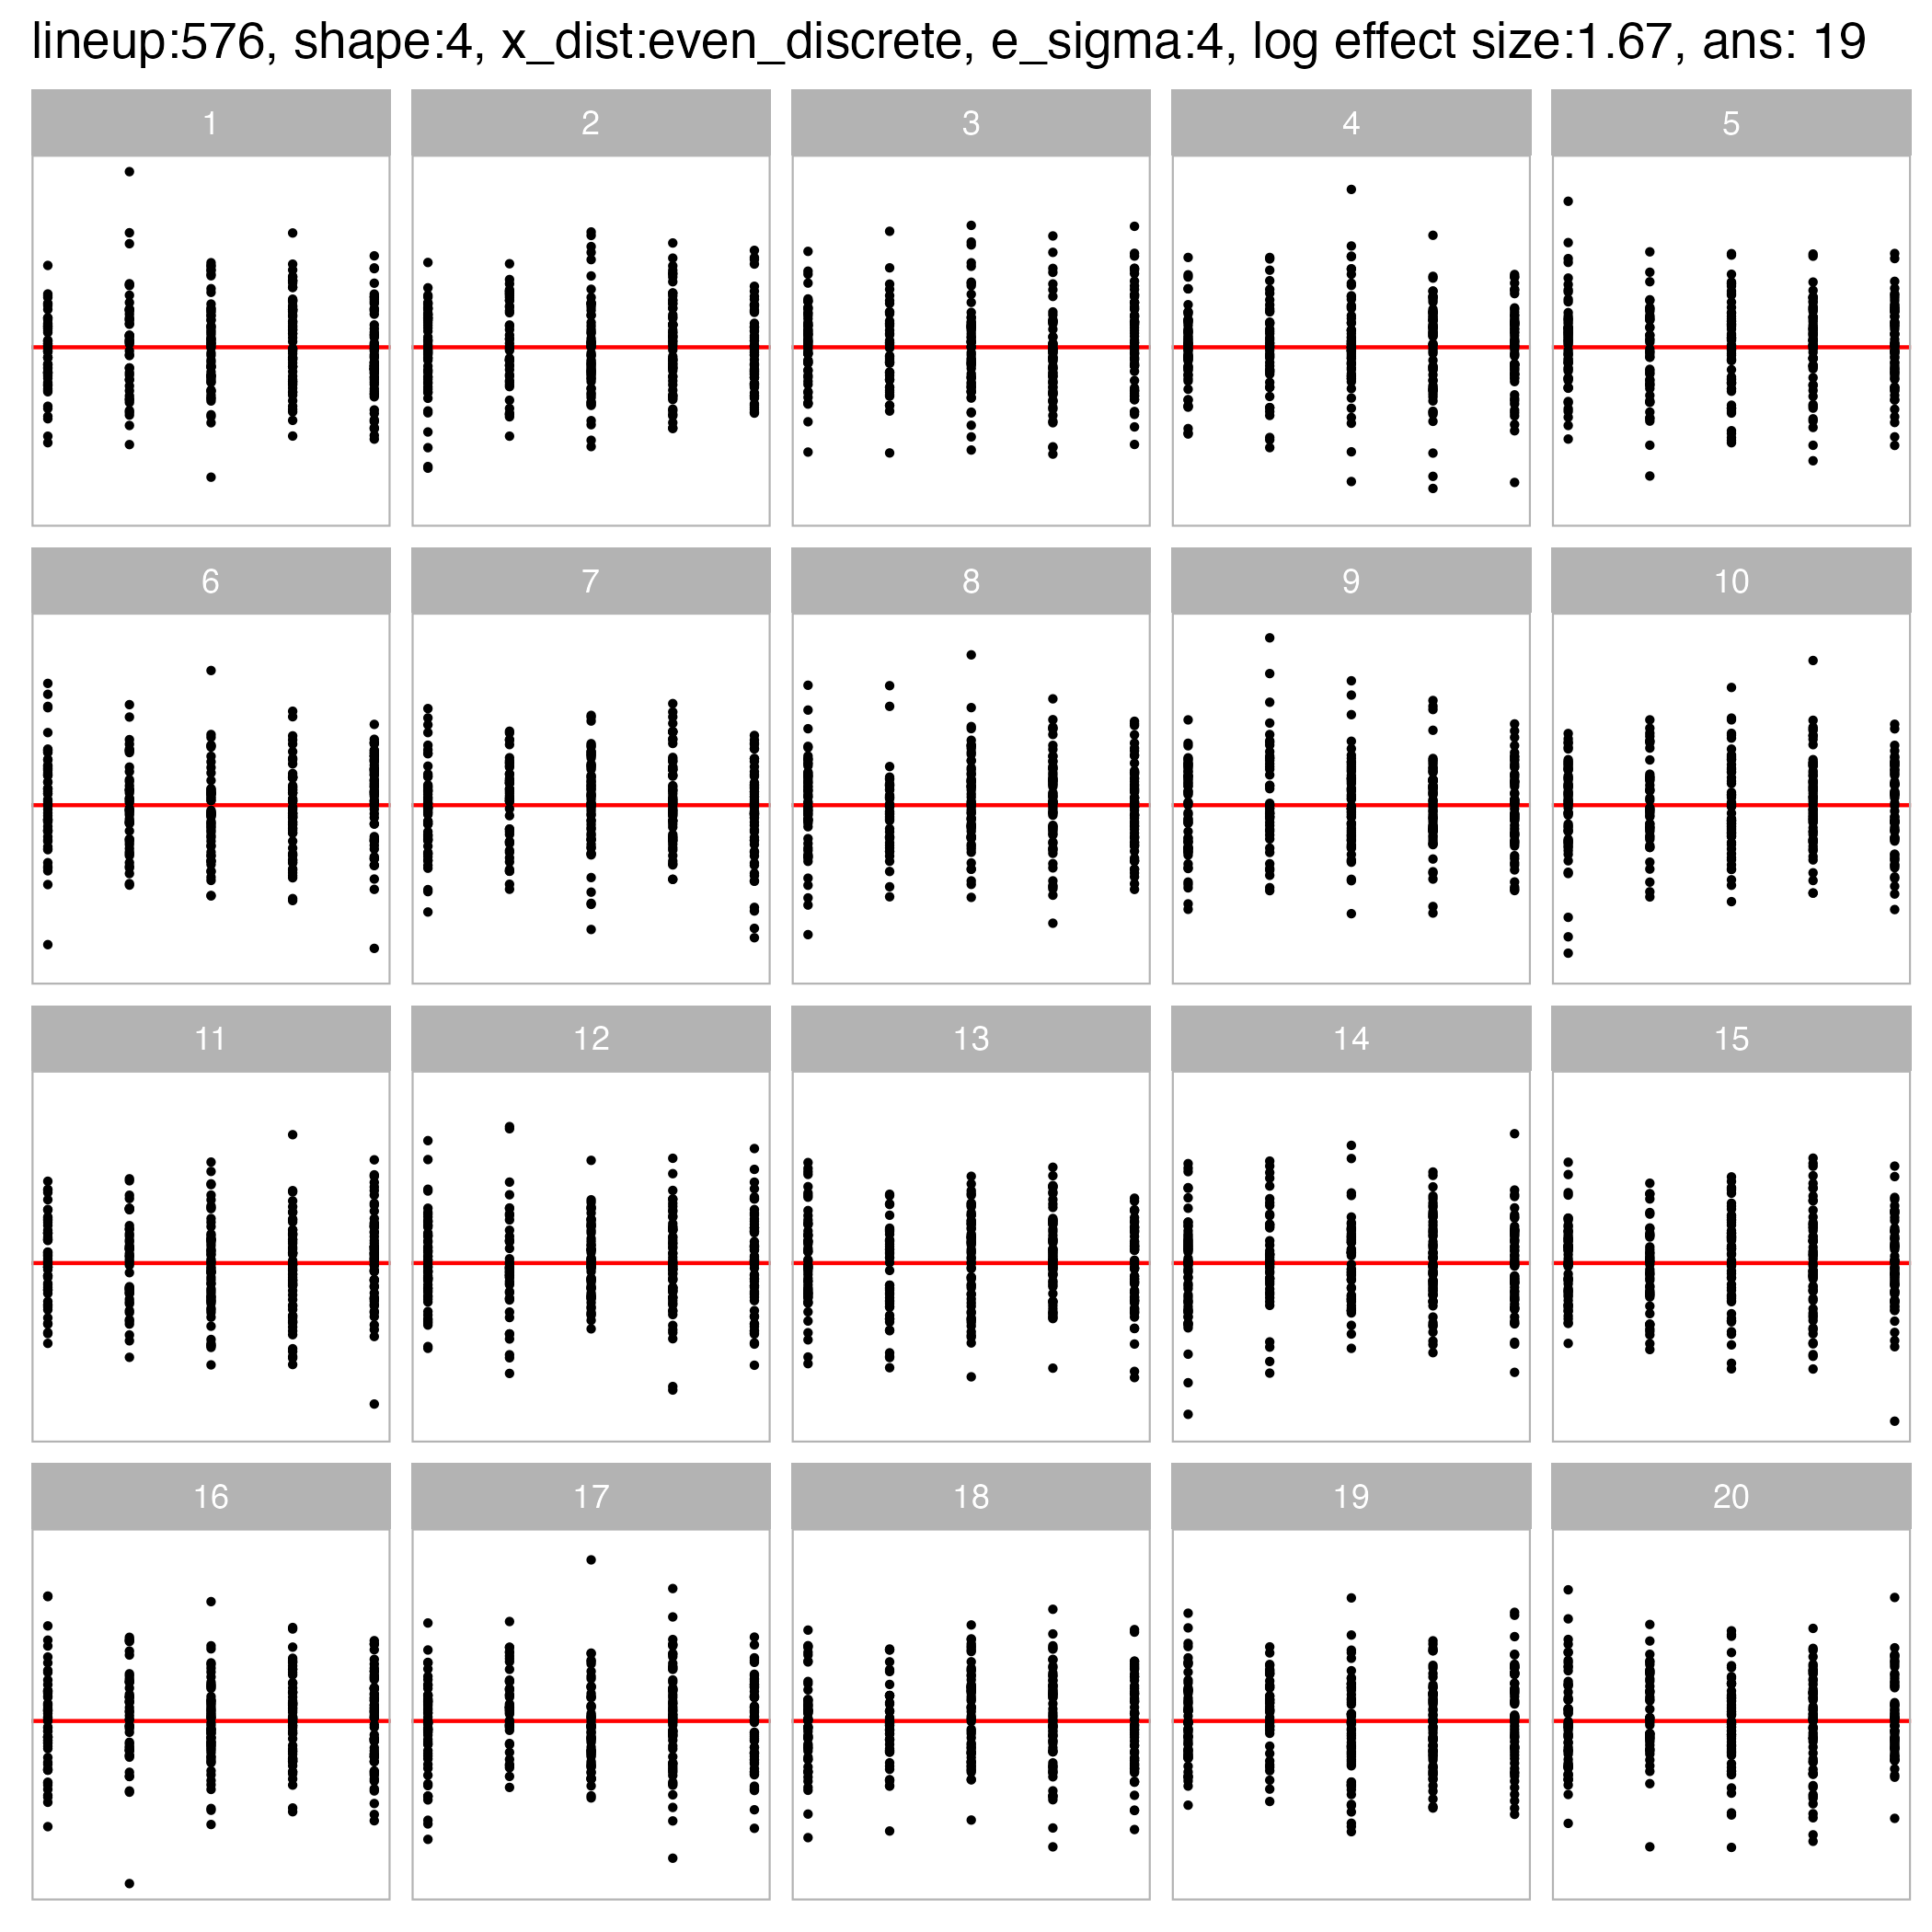 lineup:576, shape:4, x_dist:even_discrete, e_sigma:4, log effect size:1.67, ans: 19
1 2 3 4 5
6 7 8 9 10
11 12 13 14 15
16 17 18 19 20